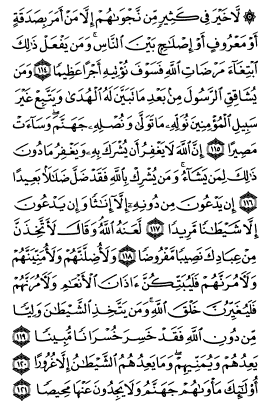 ۞ لَّا خَيْرَ فِي كَثِيرٍ مِّن نَّجْوَىٰهُمْ إِلَّا مَنْ أَمَرَ بِصَدَقَةٍ
أَوْ مَعْرُوفٍ أَوْ إِصْلَٰحٍۭ بَيْنَ ٱلنَّاسِ ۚ وَمَن يَفْعَلْ ذَٰلِكَ
ٱبْتِغَآءَ مَرْضَاتِ ٱللَّهِ فَسَوْفَ نُؤْتِيهِ أَجْرًا عَظِيمًا ١١٤ وَمَن
يُشَاقِقِ ٱلرَّسُولَ مِنۢ بَعْدِ مَا تَبَيَّنَ لَهُ ٱلْهُدَىٰ وَيَتَّبِعْ غَيْرَ
سَبِيلِ ٱلْمُؤْمِنِينَ نُوَلِّهِۦ مَا تَوَلَّىٰ وَنُصْلِهِۦ جَهَنَّمَ ۖ وَسَآءَتْ
مَصِيرًا ١١٥ إِنَّ ٱللَّهَ لَا يَغْفِرُ أَن يُشْرَكَ بِهِۦ وَيَغْفِرُ مَا دُونَ
ذَٰلِكَ لِمَن يَشَآءُ ۚ وَمَن يُشْرِكْ بِٱللَّهِ فَقَدْ ضَلَّ ضَلَٰلًۢا بَعِيدًا
١١٦ إِن يَدْعُونَ مِن دُونِهِۦٓ إِلَّآ إِنَٰثًا وَإِن يَدْعُونَ
إِلَّا شَيْطَٰنًا مَّرِيدًا ١١٧ لَّعَنَهُ ٱللَّهُ ۘ وَقَالَ لَأَتَّخِذَنَّ
مِنْ عِبَادِكَ نَصِيبًا مَّفْرُوضًا ١١٨ وَلَأُضِلَّنَّهُمْ وَلَأُمَنِّيَنَّهُمْ
وَلَءَامُرَنَّهُمْ فَلَيُبَتِّكُنَّ ءَاذَانَ ٱلْأَنْعَٰمِ وَلَءَامُرَنَّهُمْ
فَلَيُغَيِّرُنَّ خَلْقَ ٱللَّهِ ۚ وَمَن يَتَّخِذِ ٱلشَّيْطَٰنَ وَلِيًّا
مِّن دُونِ ٱللَّهِ فَقَدْ خَسِرَ خُسْرَانًا مُّبِينًا ١١٩
يَعِدُهُمْ وَيُمَنِّيهِمْ ۖ وَمَا يَعِدُهُمُ ٱلشَّيْطَٰنُ إِلَّا غُرُورًا ١٢٠
أُو۟لَٰٓئِكَ مَأْوَىٰهُمْ جَهَنَّمُ وَلَا يَجِدُونَ عَنْهَا مَحِيصًا ١٢١